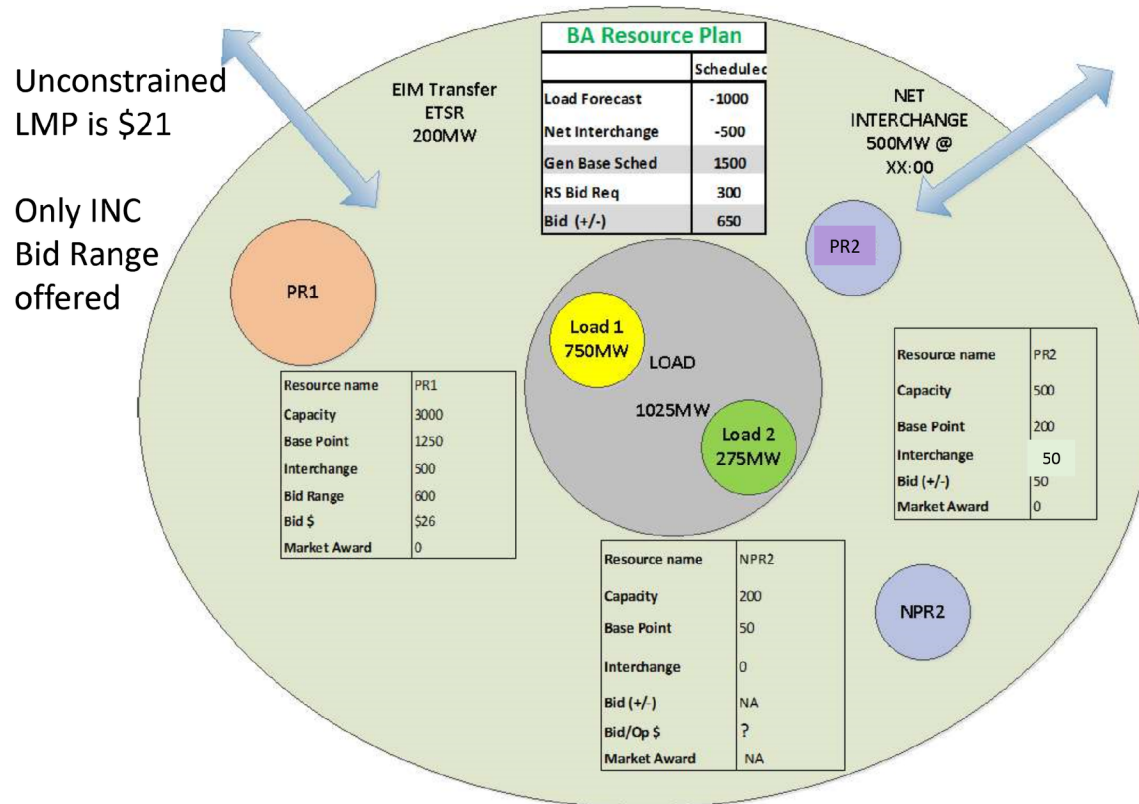 Unconstrained
LMP is $21
Only INC
Bid Range
offered
EIM Transfer
ETSR
200MW
BA Resource Plan
Scheduled
Load Forecast -1000
Net Interchange -500
Gen Base Sched 1500
RS Bid Req 300
Bid (+/-) 650
NET
INTERCHANGE
500MW @
XX:00
PR1
PR2
Load 1
750MW
LOAD
1025MW
Load 2
275MW
Resource name PR1
Capacity 3000
Base Point 1250
Interchange 500
Bid Range 600
Bid $ $26
Market Award 0
Resource name PR2
Capacity 500
Base Point 200
Interchange 50
Bid (+/-) 50
Market Award 0
Resource name NPR2
Capacity 200
Base Point 50
Interchange 0
Bid (+/-) NA
Bid/Op $ ?
Market Award NA
NPR2